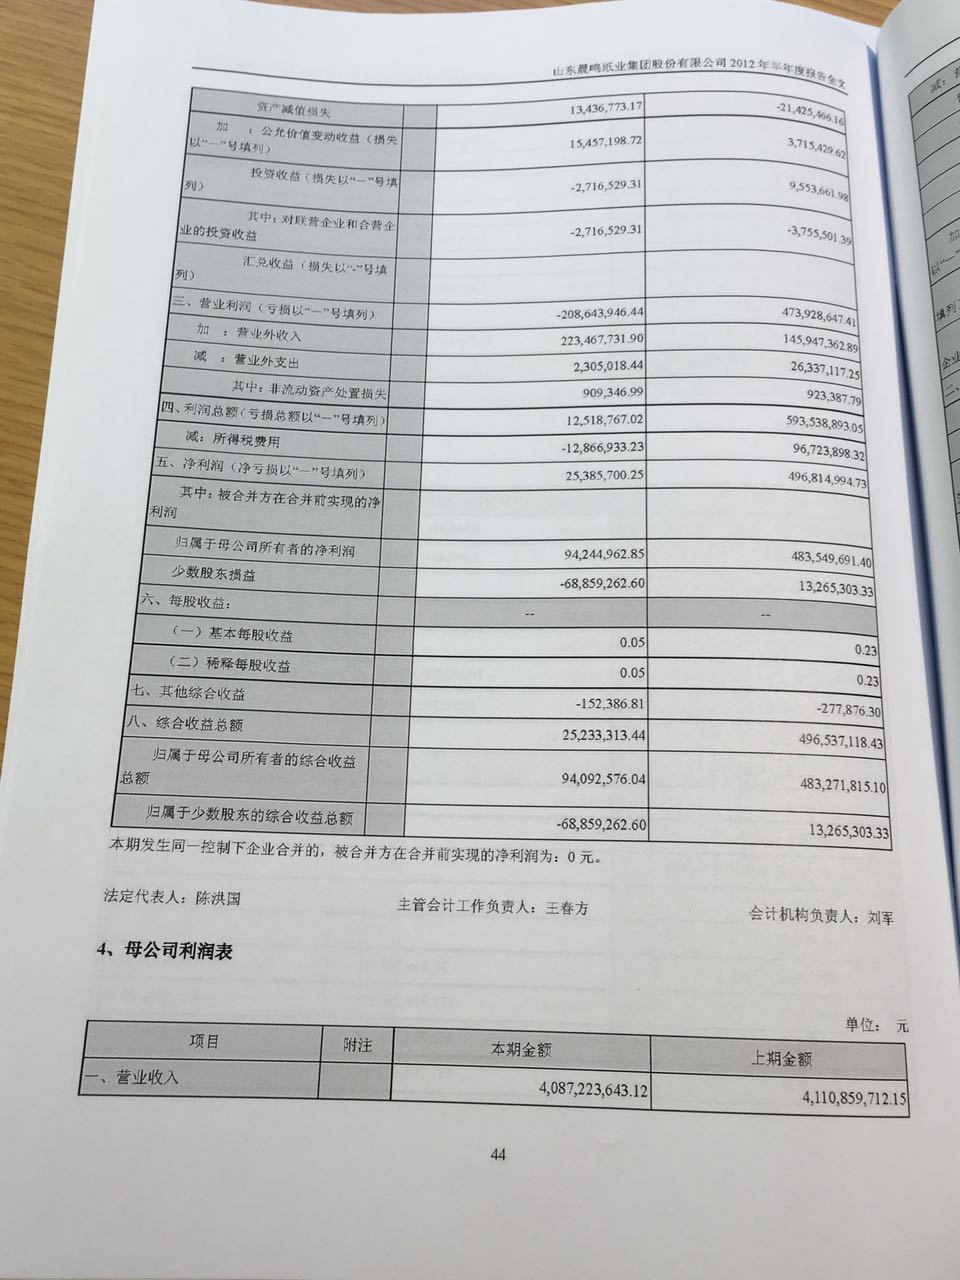 山东晨鸣纸业集团股份有限公司 2012 年半年度报告全文
资产减值损失 13,436,773.17 -21,425,466.16
加 ：公允价值变动收益（损失 15,457,198.72 3,715,429.62
以“－”号填列）
投资收益（损失以“－”号填 -2,716,529.31 9,553,661.98
列）
其中：对联营企业和合营企 -2,716,529.31 -3,755,501.39
业的投资收益
汇兑收益（损失以“-”号填
列）
三、营业利润（亏损以“－”号填列） -208,643,946.44 473,928,647.41
加 ：营业外收入 223,467,731.90 145,947,362.89
减 ：营业外支出 2,305,018.44 26,337,117.25
其中：非流动资产处置损失 909,346.99 923,387.79
四、利润总额（亏损总额以“－”号填列） 12,518,767.02 593,538,893.05
减：所得税费用 -12,866,933.23 96,723,898.32
五、净利润（净亏损以“－”号填列） 25,385,700.25 496,814,994.73
其中：被合并方在合并前实现的净
利润
归属于母公司所有者的净利润 94,244,962.85 483,549,691.40
少数股东损益 -68,859,262.60 13,265,303.33
六、每股收益： -- --
（一）基本每股收益 0.05 0.23
（二）稀释每股收益 0.05 0.23
七、其他综合收益 -152,386.81 -277,876.30
八、综合收益总额 25,233,313.44 496,537,118.43
归属于母公司所有者的综合收益 94,092,576.04 483,271,815.10
总额
归属于少数股东的综合收益总额 -68,859,262.60 13,265,303.33
本期发生同一控制下企业合并的，被合并方在合并前实现的净利润为：0 元。
法定代表人：陈洪国 主管会计工作负责人：王春方 会计机构负责人：刘军
4、母公司利润表
单位： 元
项目 附注 本期金额 上期金额
一、营业收入 4,087,223,643.12 4,110,859,712.15
44
减：
加
以“－”
填列）
企业